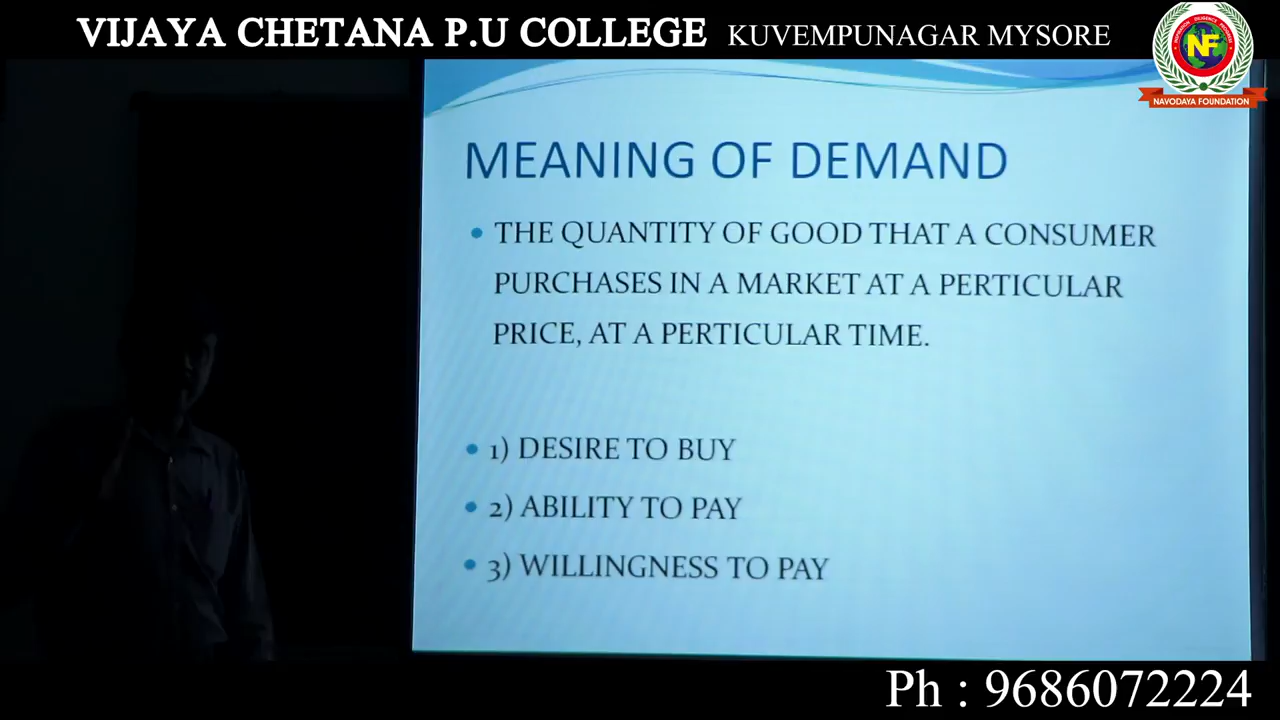 VIJAYA CHETANA P.U COLLEGE KUVEMPUNAGAR MYSORE
NF
NAVODAYA FOUNDATION
MEANING OF DEMAND
• THE QUANTITY OF GOOD THAT A CONSUMER
PURCHASES IN A MARKET AT A PERTICULAR
PRICE, AT A PERTICULAR TIME.
• 1) DESIRE TO BUY
• 2) ABILITY TO PAY
• 3) WILLINGNESS TO PAY
Ph : 9686072224